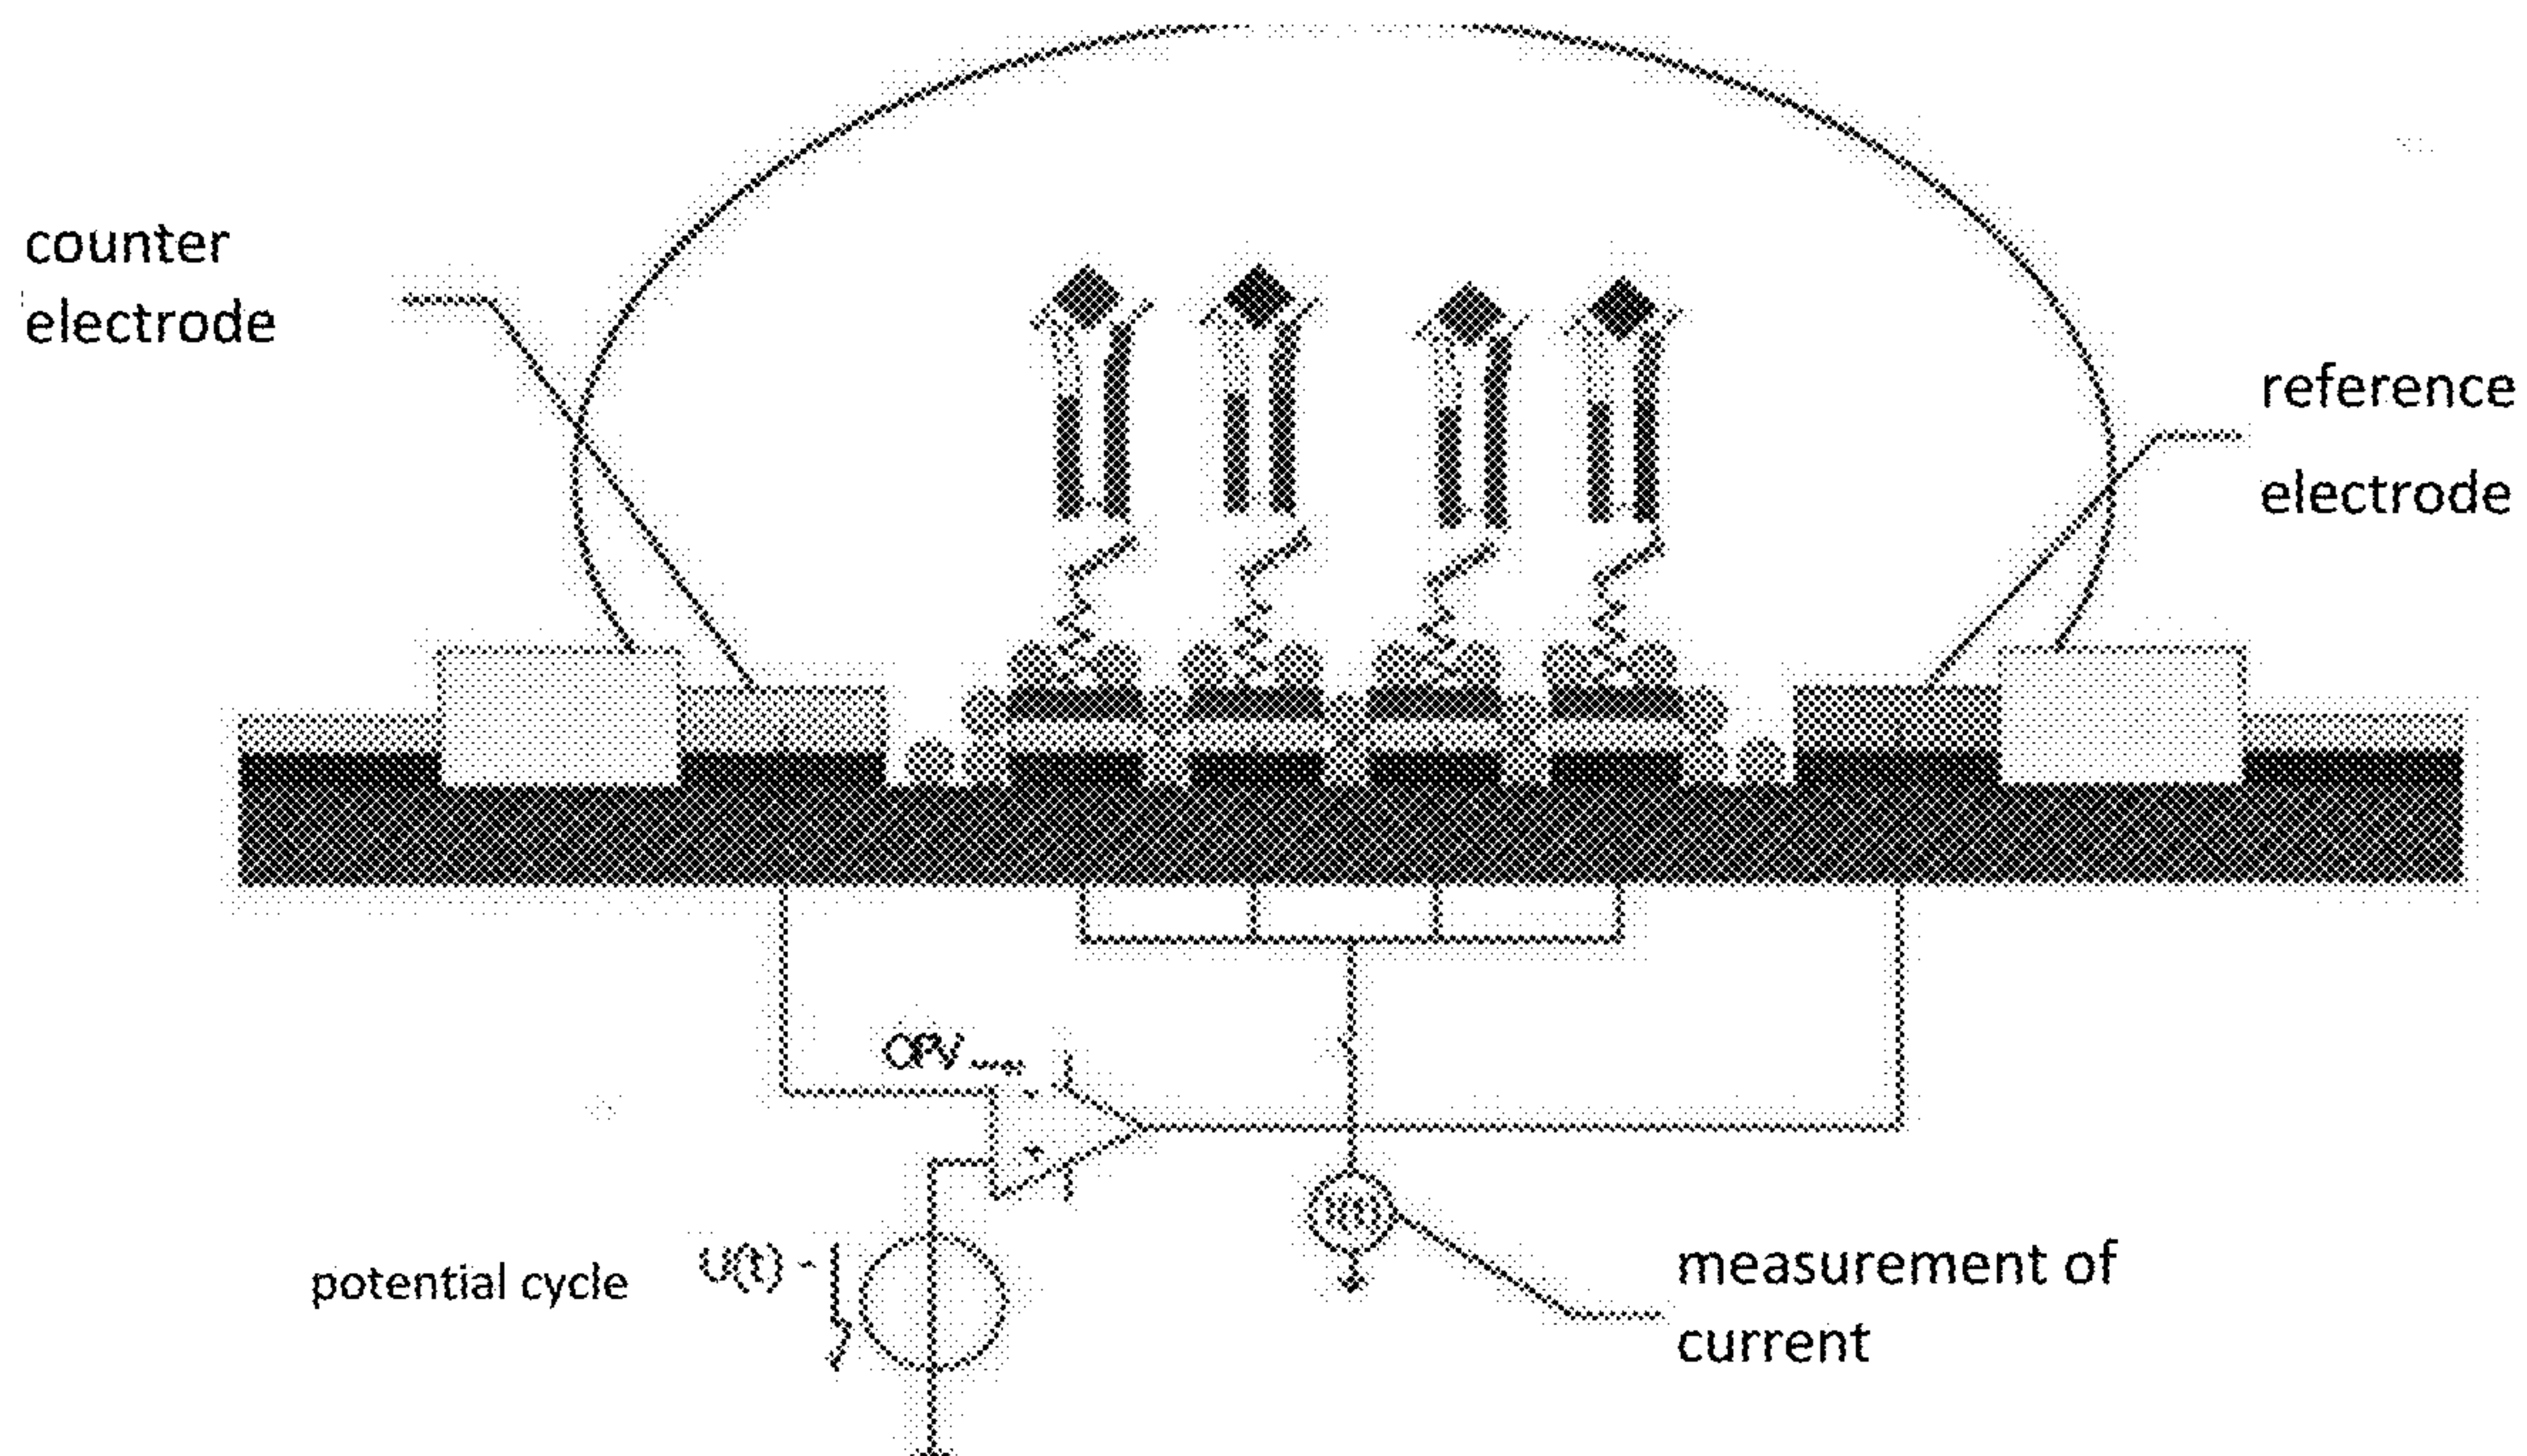 counter
electrode
reference
electrode
OPV
potential cycle U(t)
measurement of
current